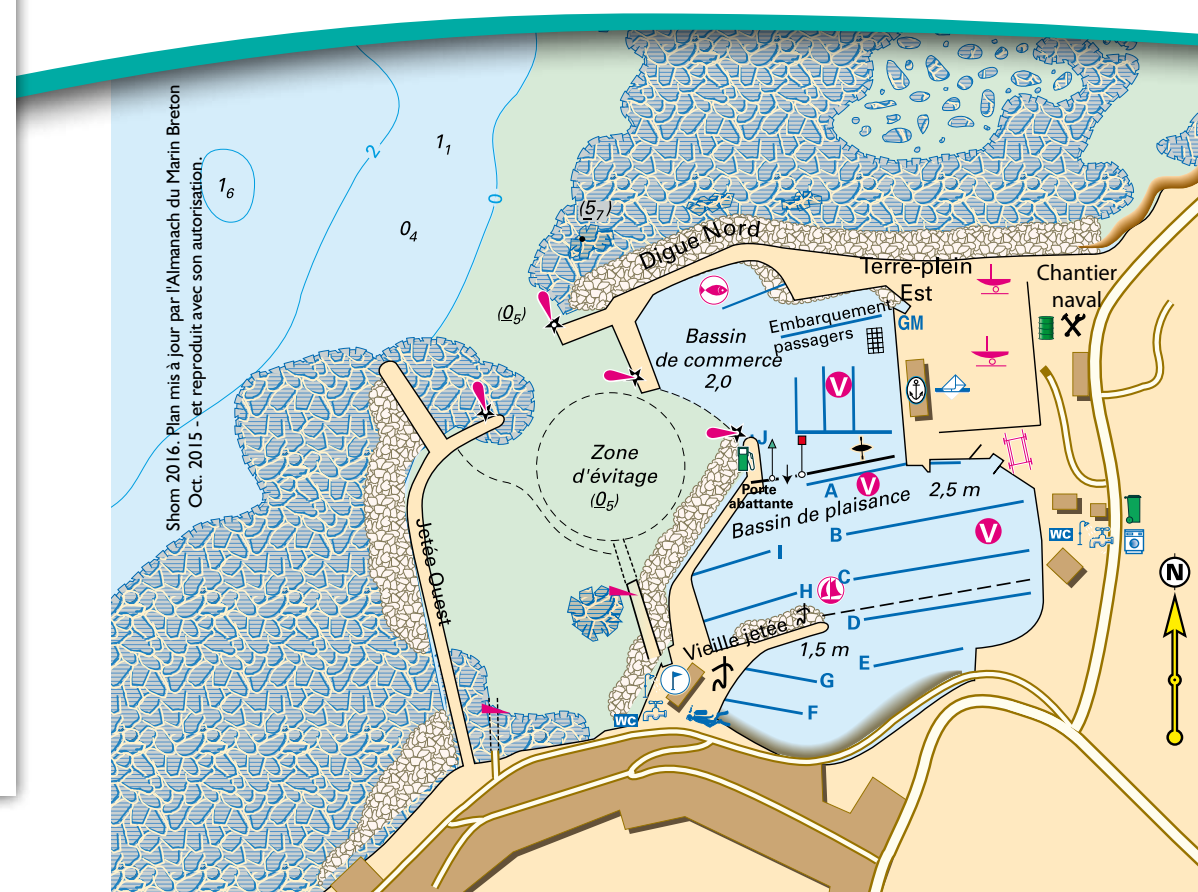 Shom 2016. Plan mis à jour par l'Almanach du Marin Breton
Oct. 2015 - et reproduit avec son autorisation.
2
1₁
1₆
0
0₄
(5₇)
Digue Nord
(0₅)
Terre-plein
Est
Chantier
naval
GM
Embarquement
passagers
Bassin
de commerce
2,0
V
J
Zone
d'évitage
(0₅)
Porte
abattante
A
V
2,5 m
Bassin de plaisance
B
V
WC
I
C
H
N
Jetée Ouest
D
Vieille jetée
1,5 m
E
G
F
WC